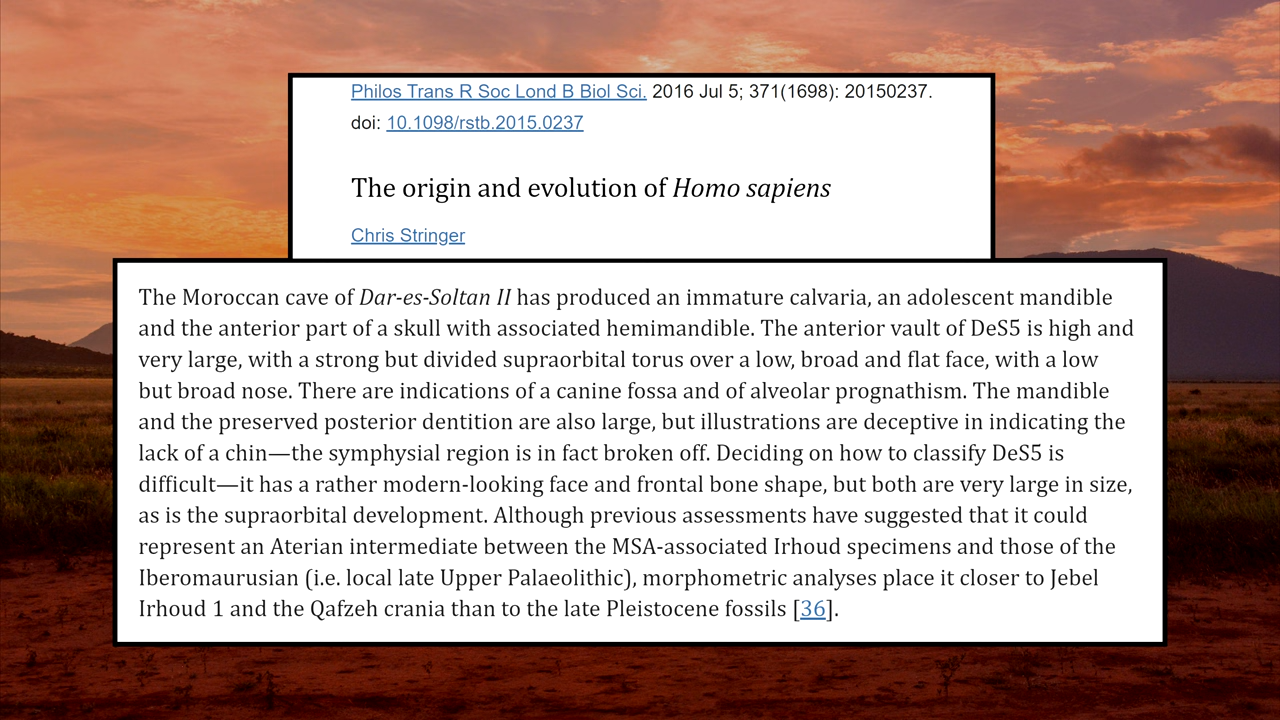 Philos Trans R Soc Lond B Biol Sci. 2016 Jul 5; 371(1698): 20150237.
doi: 10.1098/rstb.2015.0237
The origin and evolution of Homo sapiens
Chris Stringer
The Moroccan cave of Dar-es-Soltan II has produced an immature calvaria, an adolescent mandible
and the anterior part of a skull with associated hemimandible. The anterior vault of DeS5 is high and
very large, with a strong but divided supraorbital torus over a low, broad and flat face, with a low
but broad nose. There are indications of a canine fossa and of alveolar prognathism. The mandible
and the preserved posterior dentition are also large, but illustrations are deceptive in indicating the
lack of a chin—the symphysial region is in fact broken off. Deciding on how to classify DeS5 is
difficult—it has a rather modern-looking face and frontal bone shape, but both are very large in size,
as is the supraorbital development. Although previous assessments have suggested that it could
represent an Aterian intermediate between the MSA-associated Irhoud specimens and those of the
Iberomaurusian (i.e. local late Upper Palaeolithic), morphometric analyses place it closer to Jebel
Irhoud 1 and the Qafzeh crania than to the late Pleistocene fossils [36].